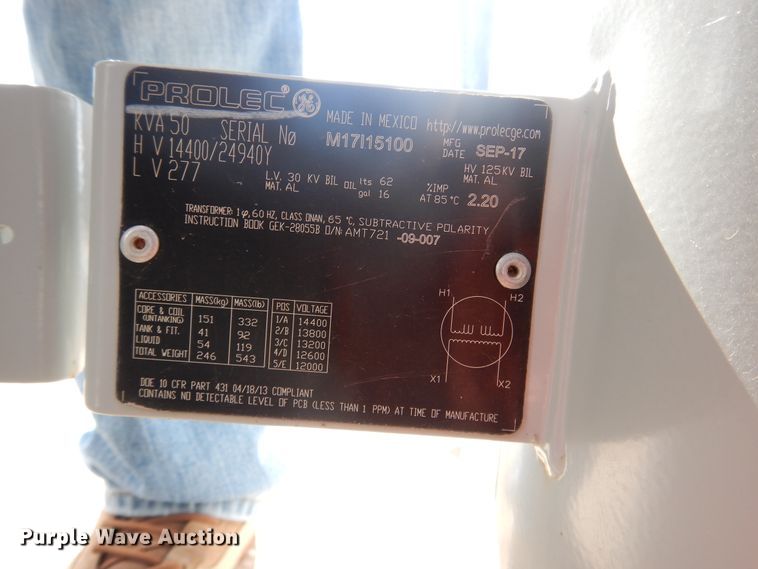 PROLEC® GE
MADE IN MEXICO http://www.prolecge.com
KVA 50 SERIAL Nø M17I15100 MFG DATE SEP-17
H V 14400/24940Y
L V 277
L.V. 30 KV BIL MAT. AL
OIL lts 62 gal 16
%IMP AT 85°C 2.20
HV 125KV BIL MAT. AL
TRANSFORMER: 1φ, 60 HZ, CLASS ONAN, 65 °C, SUBTRACTIVE POLARITY
INSTRUCTION BOOK GEK-28055B O/N: AMT721 -09-007
ACCESSORIES MASS(kg) MASS(lb)
CORE & COIL (UNTANKING) 151 332
TANK & FIT. 41 92
LIQUID 54 119
TOTAL WEIGHT 246 543
POS VOLTAGE
1/A 14400
2/B 13800
3/C 13200
4/D 12600
5/E 12000
H1 H2
X1 X2
DOE 10 CFR PART 431 04/18/13 COMPLIANT
CONTAINS NO DETECTABLE LEVEL OF PCB (LESS THAN 1 PPM) AT TIME OF MANUFACTURE
Purple Wave Auction